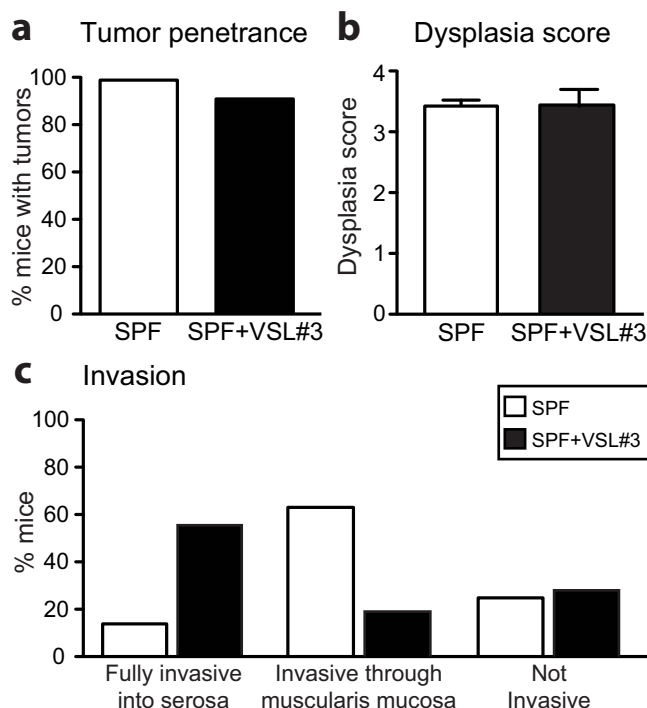 a Tumor penetrance
% mice with tumors
100
80
60
40
20
0
SPF SPF+VSL#3
b Dysplasia score
Dysplasia score
4
3
2
1
0
SPF SPF+VSL#3
c Invasion
SPF
SPF+VSL#3
% mice
100
80
60
40
20
0
Fully invasive
into serosa
Invasive through
muscularis mucosa
Not
Invasive